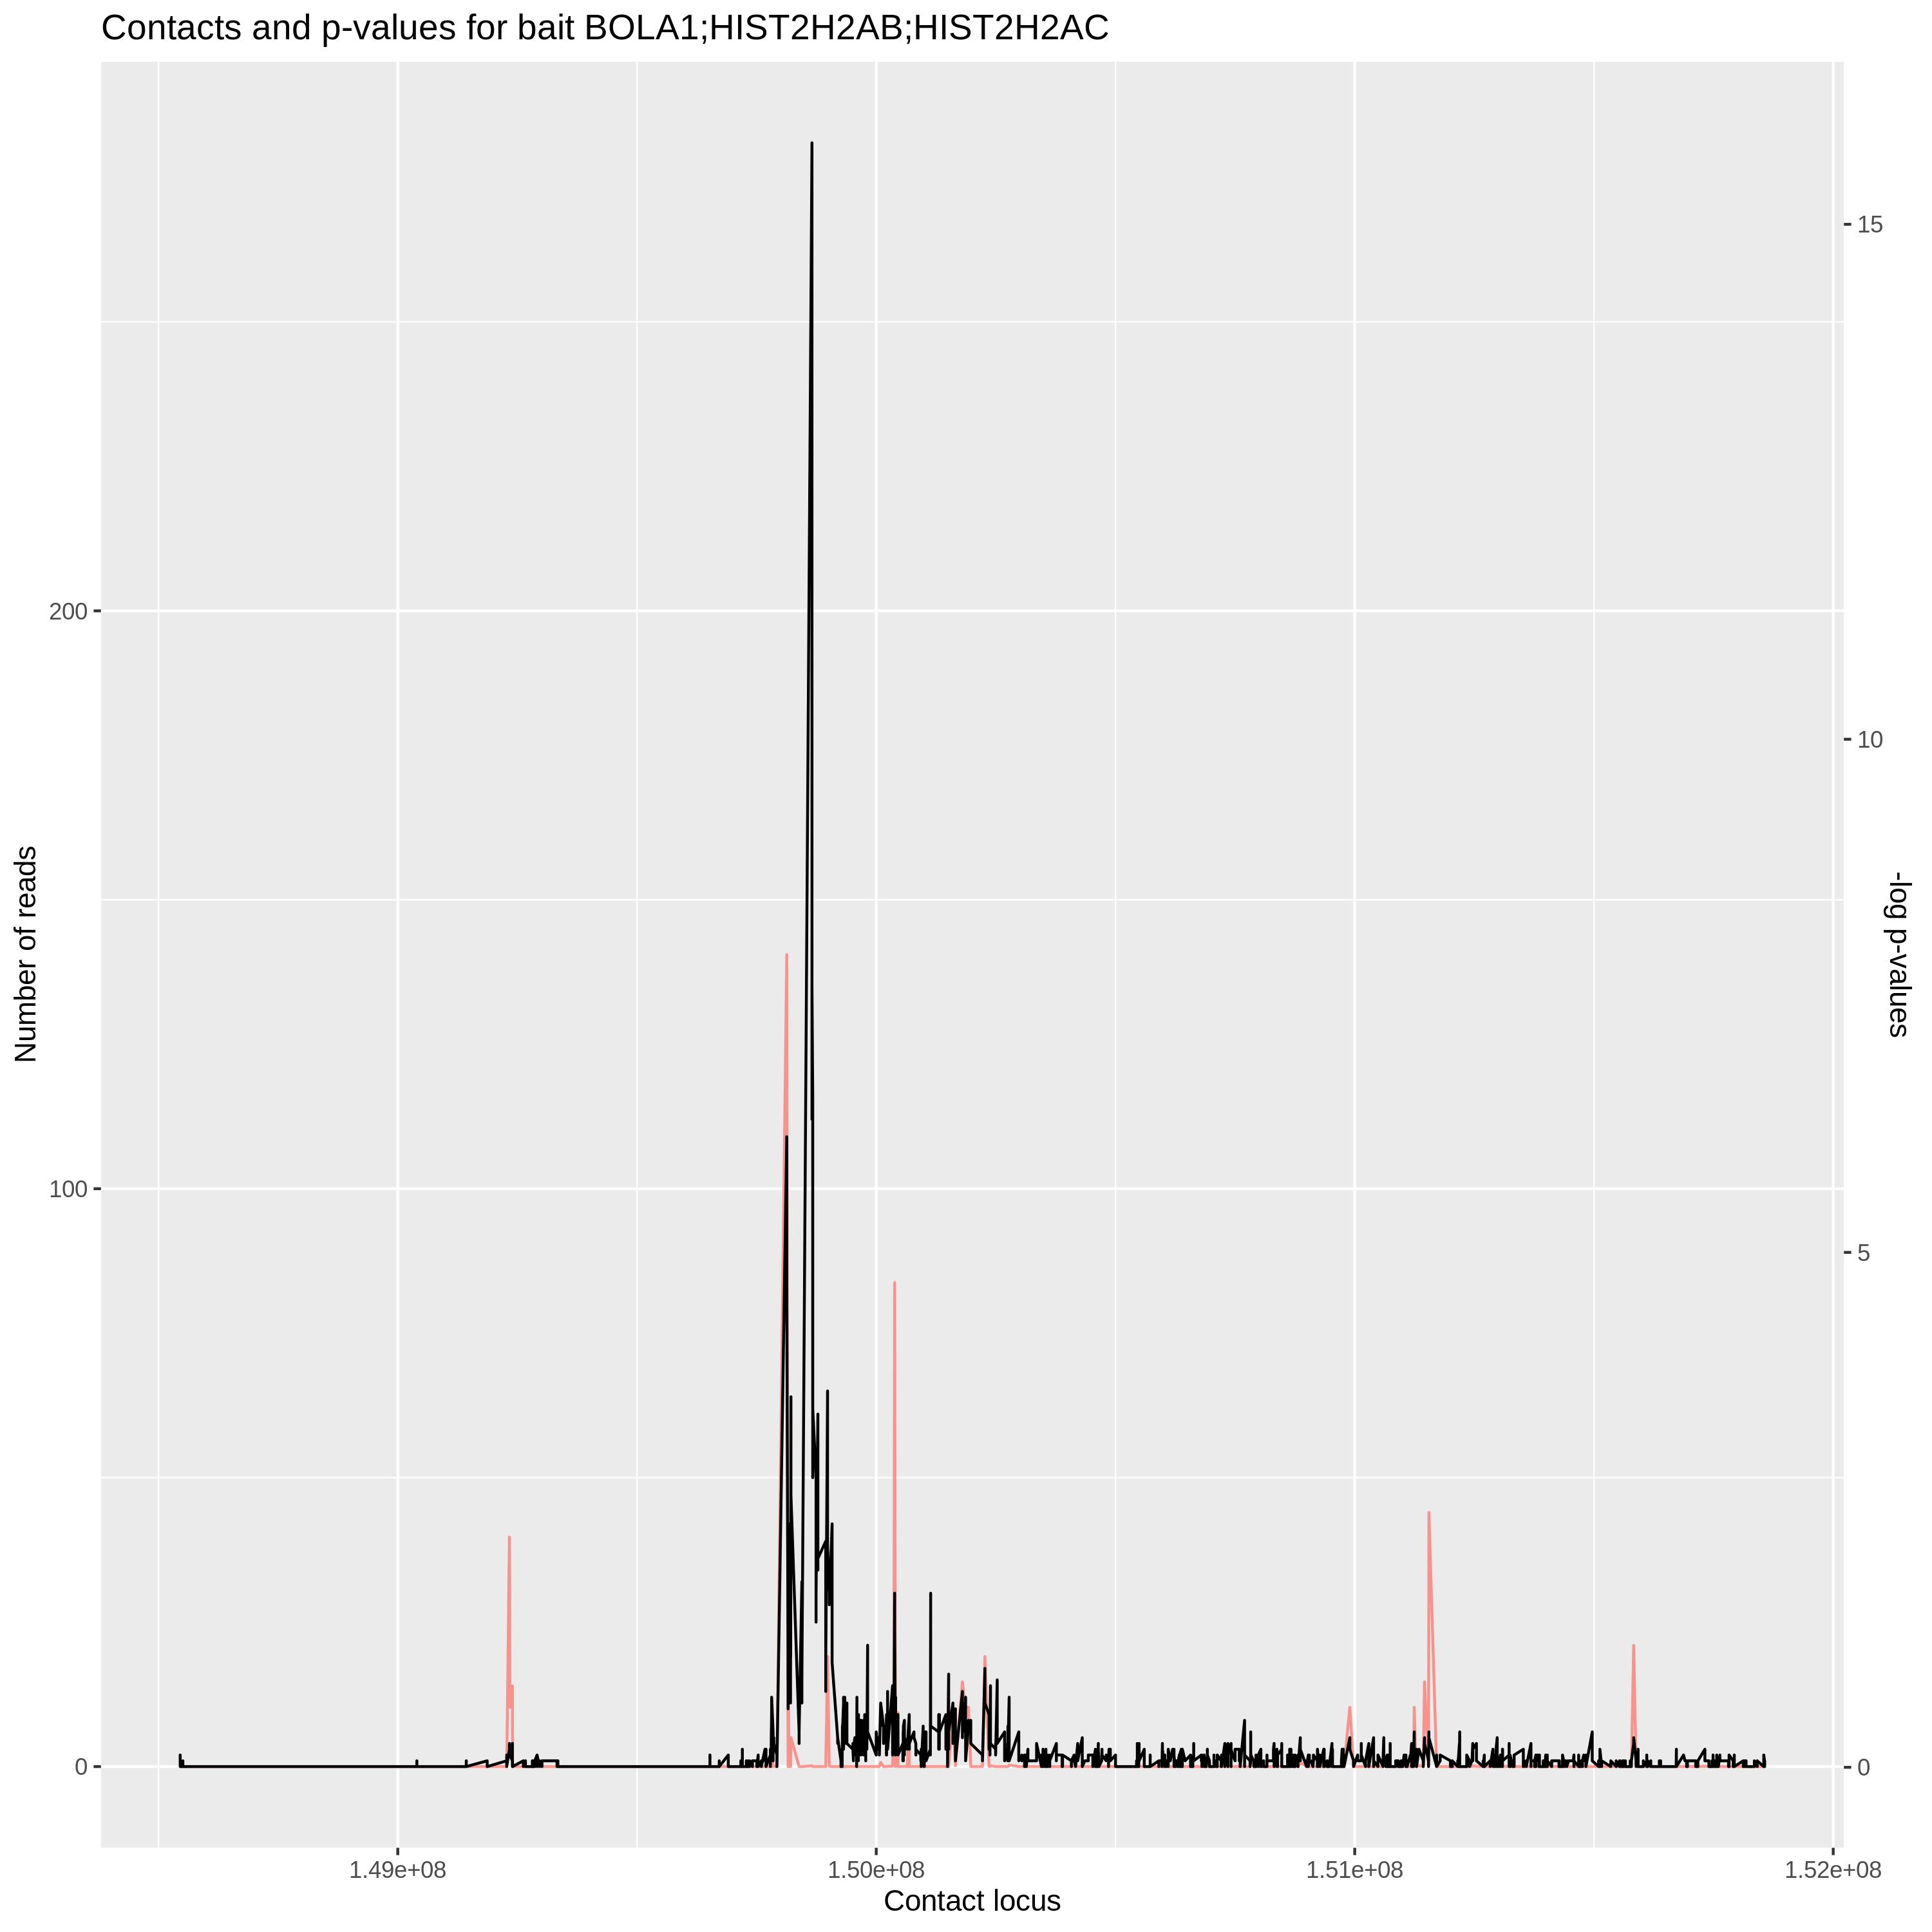 Contacts and p-values for bait BOLA1;HIST2H2AB;HIST2H2AC
Number of reads
200
100
0
15
10
5
0
-log p-values
1.49e+08
1.50e+08
1.51e+08
1.52e+08
Contact locus